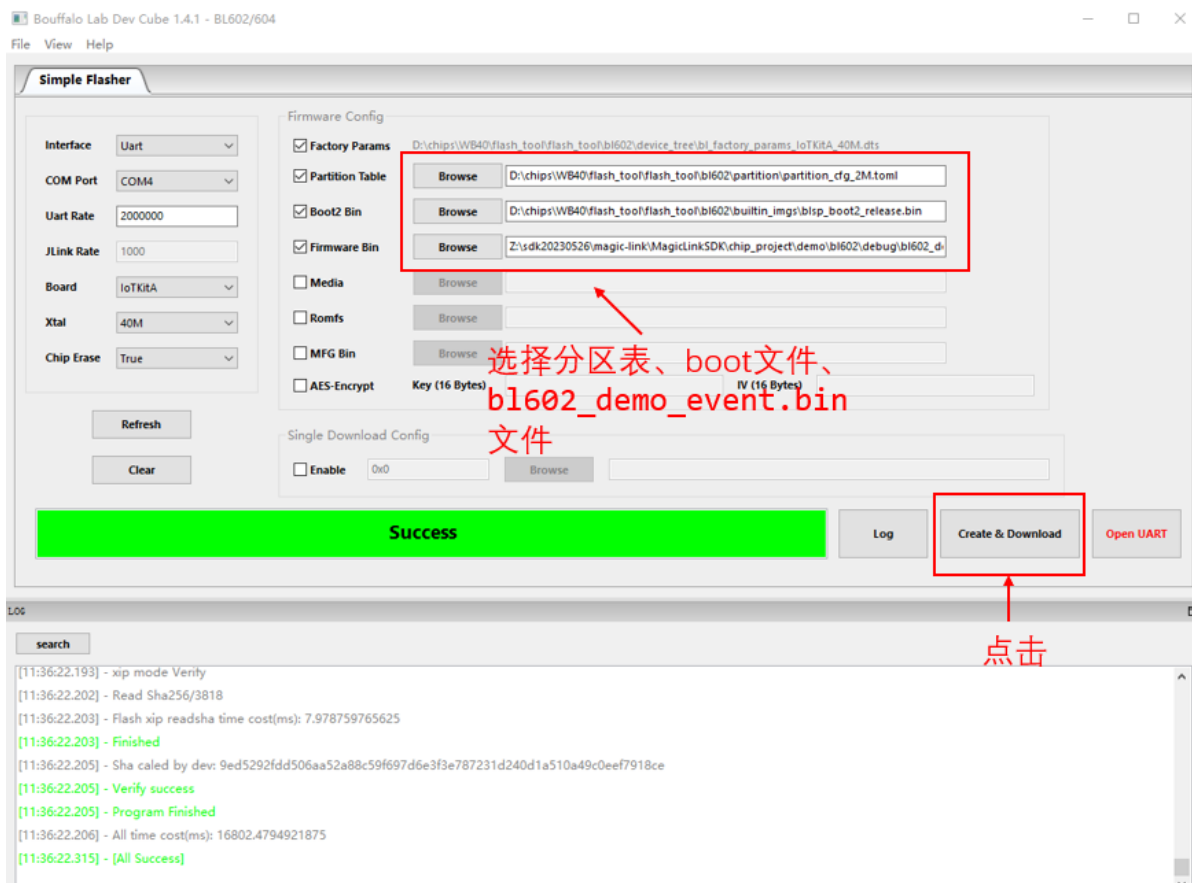 Bouffalo Lab Dev Cube 1.4.1 - BL602/604
File View Help
Simple Flasher
Firmware Config
Interface Uart
COM Port COM4
Uart Rate 2000000
JLink Rate 1000
Board IoTKitA
Xtal 40M
Chip Erase True
Refresh
Clear
Factory Params D:\chips\WB40\flash_tool\flash_tool\bl602\device_tree\bl_factory_params_IoTKitA_40M.dts
Partition Table Browse D:\chips\WB40\flash_tool\flash_tool\bl602\partition\partition_cfg_2M.toml
Boot2 Bin Browse D:\chips\WB40\flash_tool\flash_tool\bl602\builtin_imgs\blsp_boot2_release.bin
Firmware Bin Browse Z:\sdk20230526\magic-link\MagicLinkSDK\chip_project\demo\bl602\debug\bl602_d
Media Browse
Romfs Browse
MFG Bin Browse
AES-Encrypt Key (16 Bytes) IV (16 Bytes)
选择分区表、boot文件、
bl602_demo_event.bin
文件
Single Download Config
Enable 0x0 Browse
Success
Log
Create & Download
Open UART
点击
LOG
search
[11:36:22.193] - xip mode Verify
[11:36:22.202] - Read Sha256/3818
[11:36:22.203] - Flash xip readsha time cost(ms): 7.978759765625
[11:36:22.203] - Finished
[11:36:22.205] - Sha caled by dev: 9ed5292fdd506aa52a88c59f697d6e3f3e787231d240d1a510a49c0eef7918ce
[11:36:22.205] - Verify success
[11:36:22.205] - Program Finished
[11:36:22.206] - All time cost(ms): 16802.4794921875
[11:36:22.315] - [All Success]